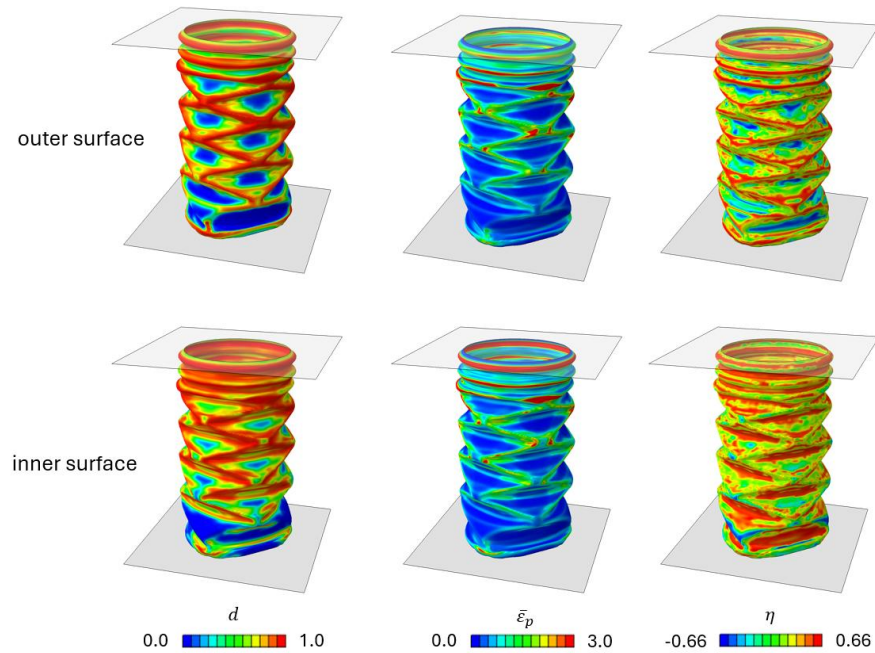 outer surface
inner surface
d
0.0 1.0
ε̄ₚ
0.0 3.0
η
-0.66 0.66